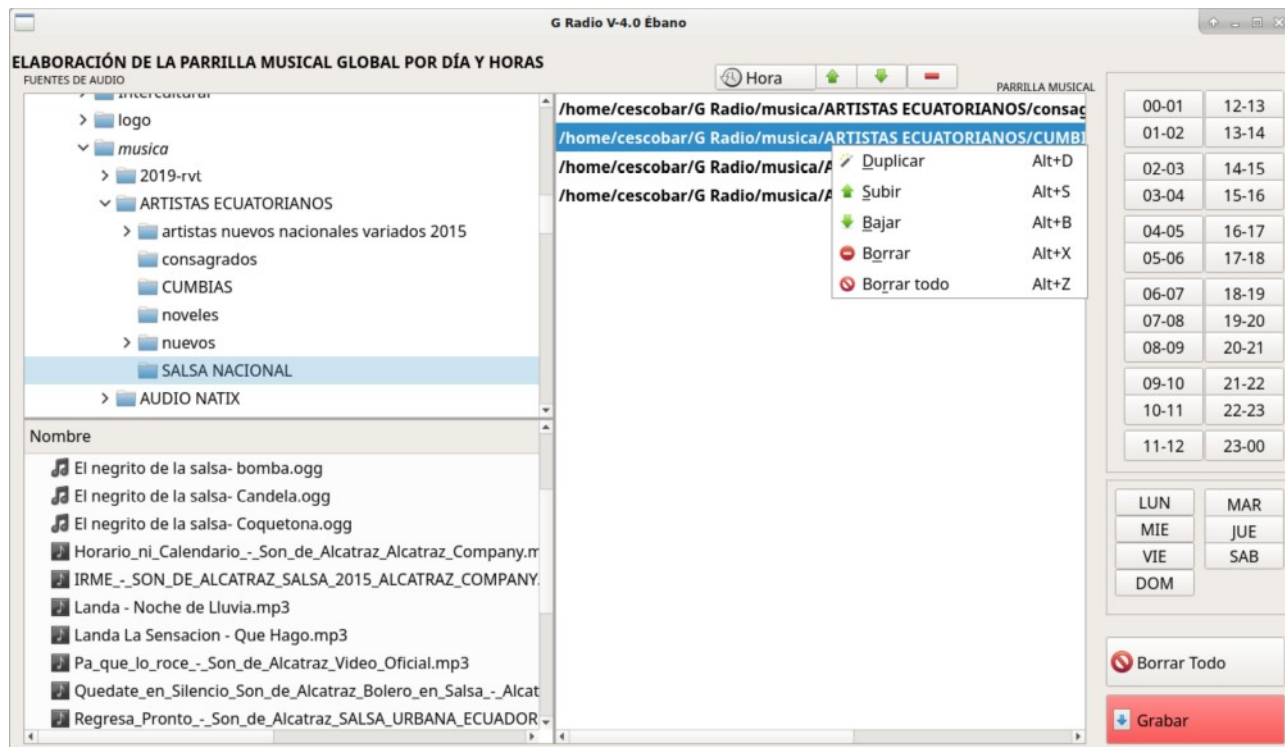 G Radio V-4.0 Ébano
ELABORACIÓN DE LA PARRILLA MUSICAL GLOBAL POR DÍA Y HORAS
FUENTES DE AUDIO
Hora
PARRILLA MUSICAL
intercultural
logo
musica
2019-rvt
ARTISTAS ECUATORIANOS
artistas nuevos nacionales variados 2015
consagrados
CUMBIAS
noveles
nuevos
SALSA NACIONAL
AUDIO NATIX
Nombre
El negrito de la salsa- bomba.ogg
El negrito de la salsa- Candela.ogg
El negrito de la salsa- Coquetona.ogg
Horario_ni_Calendario_-_Son_de_Alcatraz_Alcatraz_Company.m
IRME_-_SON_DE_ALCATRAZ_SALSA_2015_ALCATRAZ_COMPANY.
Landa - Noche de Lluvia.mp3
Landa La Sensacion - Que Hago.mp3
Pa_que_lo_roce_-_Son_de_Alcatraz_Video_Oficial.mp3
Quedate_en_Silencio_Son_de_Alcatraz_Bolero_en_Salsa_-_Alcat
Regresa_Pronto_-_Son_de_Alcatraz_SALSA_URBANA_ECUADOR
/home/cescobar/G Radio/musica/ARTISTAS ECUATORIANOS/consag
/home/cescobar/G Radio/musica/ARTISTAS ECUATORIANOS/CUMBI
/home/cescobar/G Radio/musica/A
/home/cescobar/G Radio/musica/A
Duplicar Alt+D
Subir Alt+S
Bajar Alt+B
Borrar Alt+X
Borrar todo Alt+Z
00-01 12-13
01-02 13-14
02-03 14-15
03-04 15-16
04-05 16-17
05-06 17-18
06-07 18-19
07-08 19-20
08-09 20-21
09-10 21-22
10-11 22-23
11-12 23-00
LUN MAR
MIE JUE
VIE SAB
DOM
Borrar Todo
Grabar